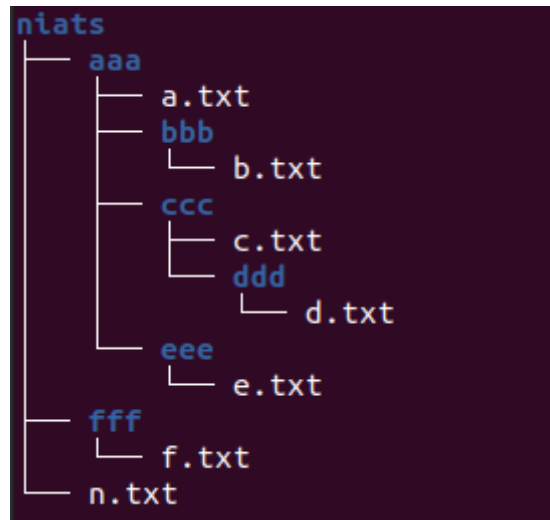 niats
aaa
a.txt
bbb
b.txt
ccc
c.txt
ddd
d.txt
eee
e.txt
fff
f.txt
n.txt